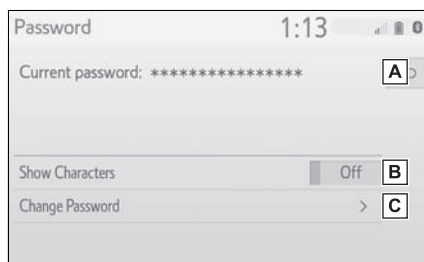 Password 1:13
Current password: **************** A
Show Characters Off B
Change Password > C